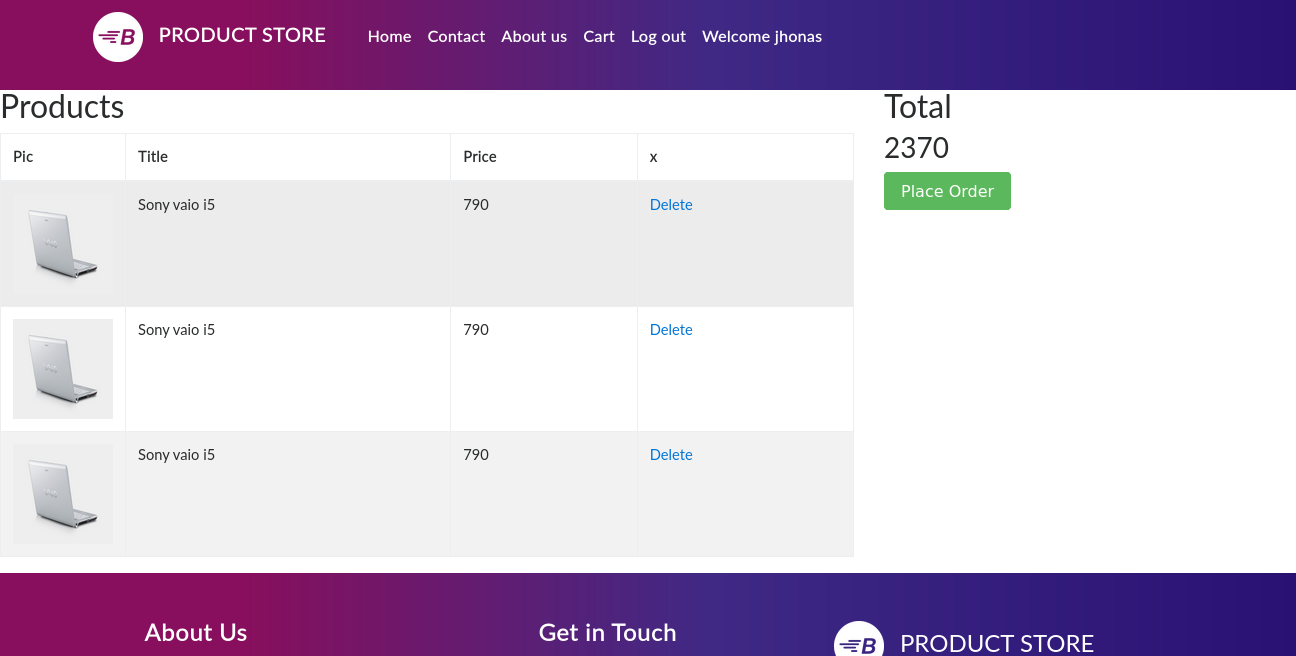 B PRODUCT STORE Home Contact About us Cart Log out Welcome jhonas
Products
Pic Title Price x
Sony vaio i5 790 Delete
Sony vaio i5 790 Delete
Sony vaio i5 790 Delete
Total
2370
Place Order
About Us Get in Touch B PRODUCT STORE